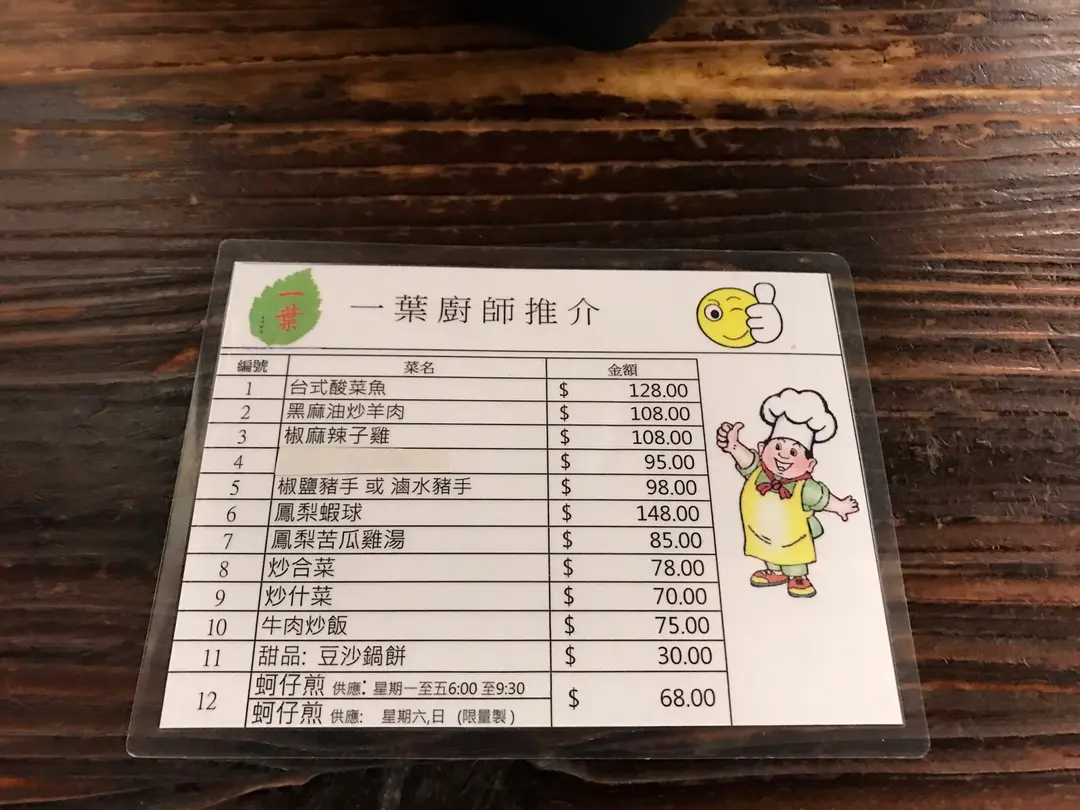 一葉
一葉廚師推介
編號 菜名 金額
1 台式酸菜魚 $ 128.00
2 黑麻油炒羊肉 $ 108.00
3 椒麻辣子雞 $ 108.00
4 $ 95.00
5 椒鹽豬手 或 滷水豬手 $ 98.00
6 鳳梨蝦球 $ 148.00
7 鳳梨苦瓜雞湯 $ 85.00
8 炒合菜 $ 78.00
9 炒什菜 $ 70.00
10 牛肉炒飯 $ 75.00
11 甜品: 豆沙鍋餅 $ 30.00
12 蚵仔煎 供應: 星期一至五6:00 至9:30 $ 68.00
蚵仔煎 供應: 星期六,日 (限量製)